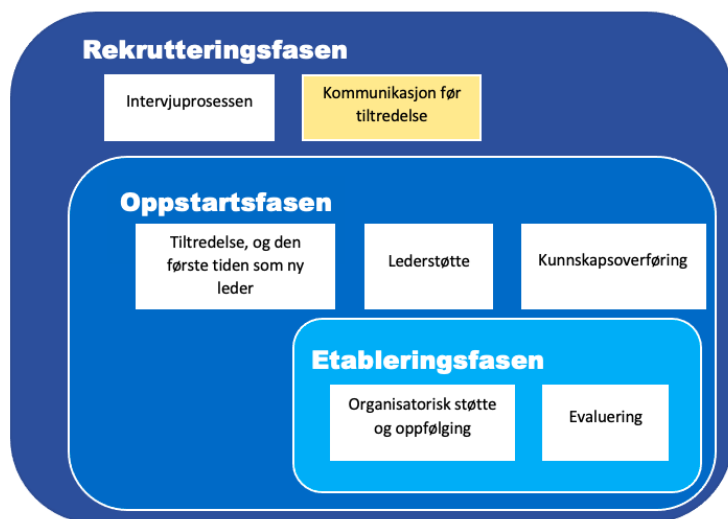 Rekrutteringsfasen
Intervjuprosessen
Kommunikasjon før
tiltredelse
Oppstartsfasen
Tiltredelse, og den
første tiden som ny
leder
Lederstøtte
Kunnskapsoverføring
Etableringsfasen
Organisatorisk støtte
og oppfølging
Evaluering